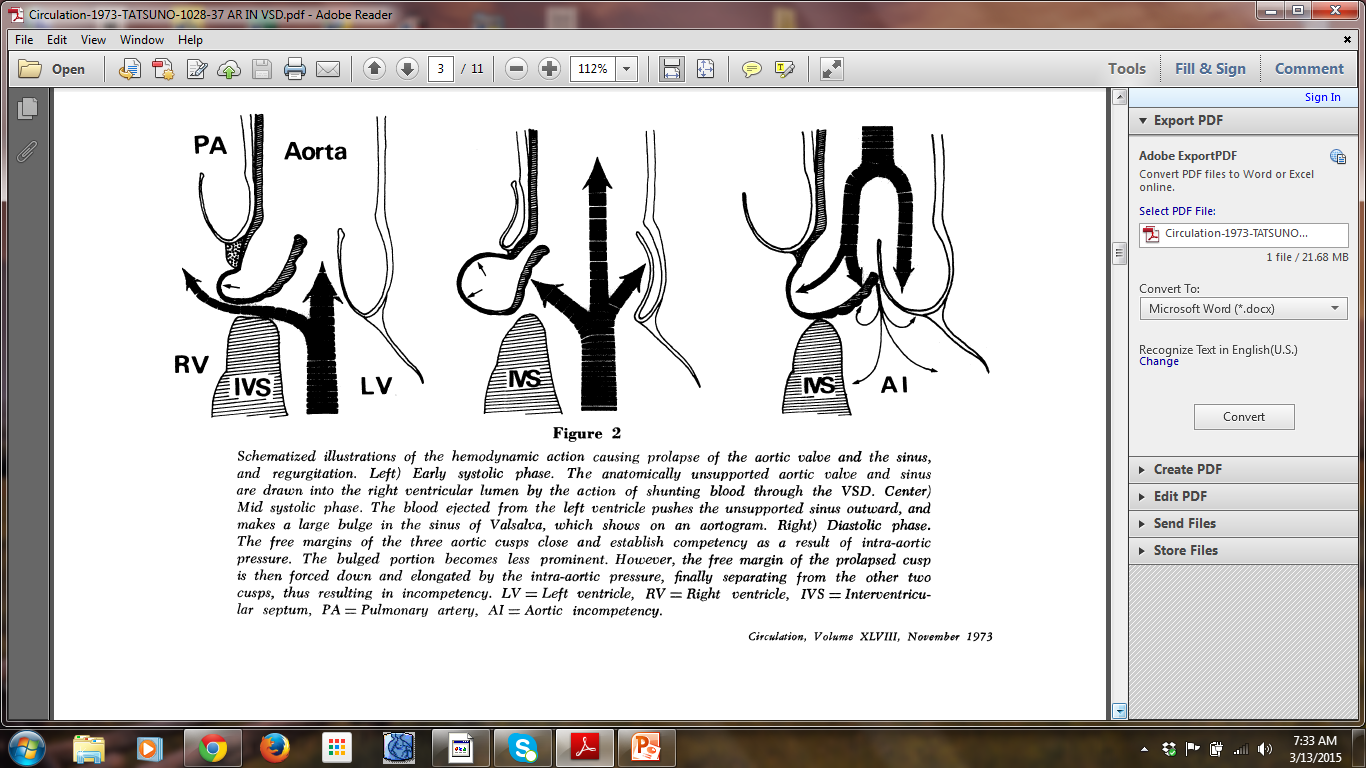 Circulation-1973-TATSUNO-1028-37 AR IN VSD.pdf - Adobe Reader
File Edit View Window Help
Open 3 / 11 112% Tools Fill & Sign Comment
Sign In
Export PDF
Adobe ExportPDF
Convert PDF files to Word or Excel
online.
Select PDF File:
Circulation-1973-TATSUNO...
1 file / 21.68 MB
Convert To:
Microsoft Word (*.docx)
Recognize Text in English(U.S.)
Change
Convert
Create PDF
Edit PDF
Send Files
Store Files
PA Aorta
RV IVS LV
IVS
IVS AI
Figure 2
Schematized illustrations of the hemodynamic action causing prolapse of the aortic valve and the sinus,
and regurgitation. Left) Early systolic phase. The anatomically unsupported aortic valve and sinus
are drawn into the right ventricular lumen by the action of shunting blood through the VSD. Center)
Mid systolic phase. The blood ejected from the left ventricle pushes the unsupported sinus outward, and
makes a large bulge in the sinus of Valsalva, which shows on an aortogram. Right) Diastolic phase.
The free margins of the three aortic cusps close and establish competency as a result of intra-aortic
pressure. The bulged portion becomes less prominent. However, the free margin of the prolapsed cusp
is then forced down and elongated by the intra-aortic pressure, finally separating from the other two
cusps, thus resulting in incompetency. LV = Left ventricle, RV = Right ventricle, IVS = Interventricu-
lar septum, PA = Pulmonary artery, AI = Aortic incompetency.
Circulation, Volume XLVIII, November 1973
7:33 AM
3/13/2015